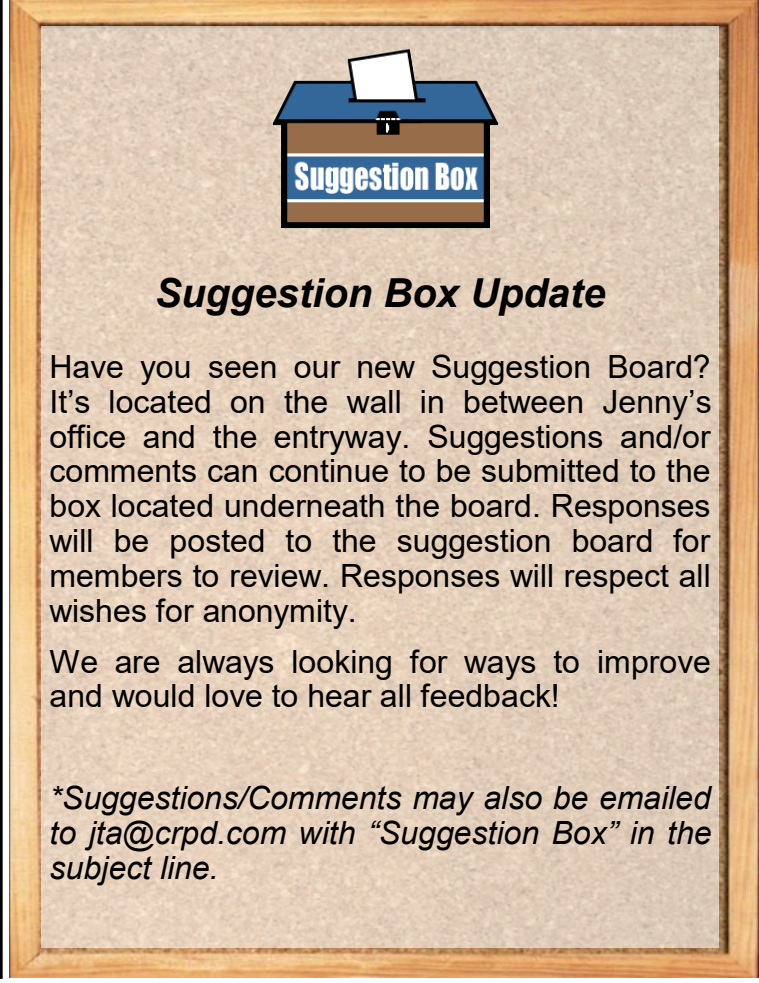 Suggestion Box
Suggestion Box Update
Have you seen our new Suggestion Board?
It’s located on the wall in between Jenny’s
office and the entryway. Suggestions and/or
comments can continue to be submitted to the
box located underneath the board. Responses
will be posted to the suggestion board for
members to review. Responses will respect all
wishes for anonymity.
We are always looking for ways to improve
and would love to hear all feedback!
*Suggestions/Comments may also be emailed
to jta@crpd.com with “Suggestion Box” in the
subject line.